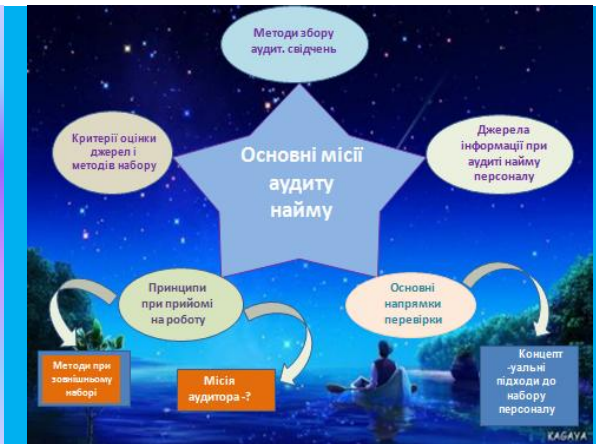 Методи збору
аудит. свідчень
Критерії оцінки
джерел і
методів набору
Основні місії
аудиту
найму
Джерела
інформації при
аудиті найму
персоналу
Принципи
при прийомі
на роботу
Основні
напрямки
перевірки
Методи при
зовнішньому
наборі
Місія
аудитора -?
Концепт
-уальні
підходи до
набору
персоналу
KAGAYA